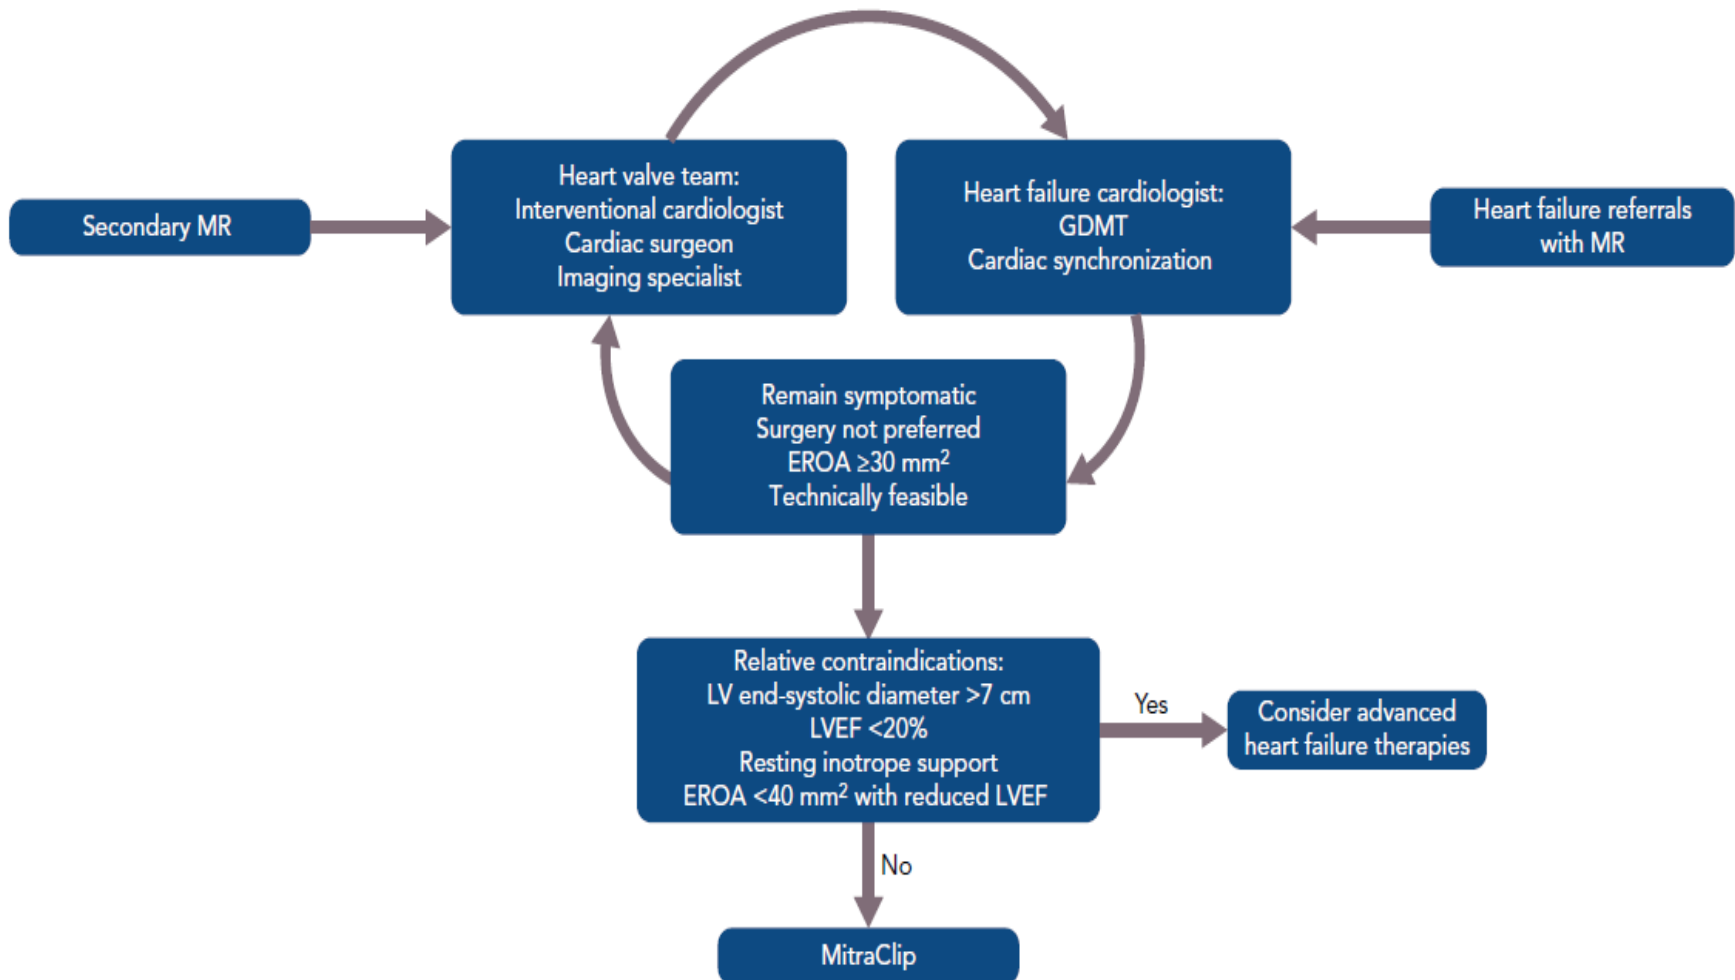 Secondary MR
Heart valve team:
Interventional cardiologist
Cardiac surgeon
Imaging specialist
Heart failure cardiologist:
GDMT
Cardiac synchronization
Heart failure referrals
with MR
Remain symptomatic
Surgery not preferred
EROA ≥30 mm²
Technically feasible
Relative contraindications:
LV end-systolic diameter >7 cm
LVEF <20%
Resting inotrope support
EROA <40 mm² with reduced LVEF
Yes
Consider advanced
heart failure therapies
No
MitraClip